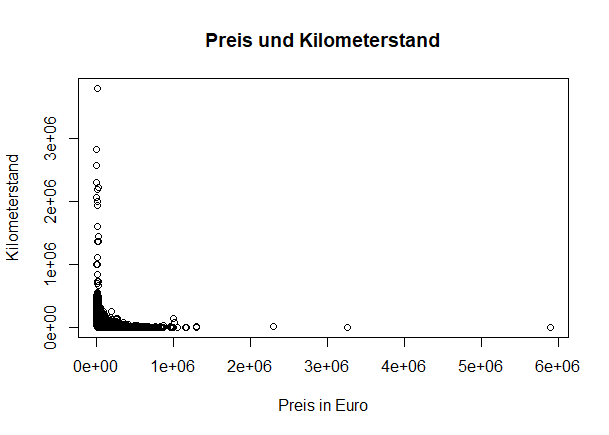 Preis und Kilometerstand
Kilometerstand
3e+06
2e+06
1e+06
0e+00
0e+00 1e+06 2e+06 3e+06 4e+06 5e+06 6e+06
Preis in Euro